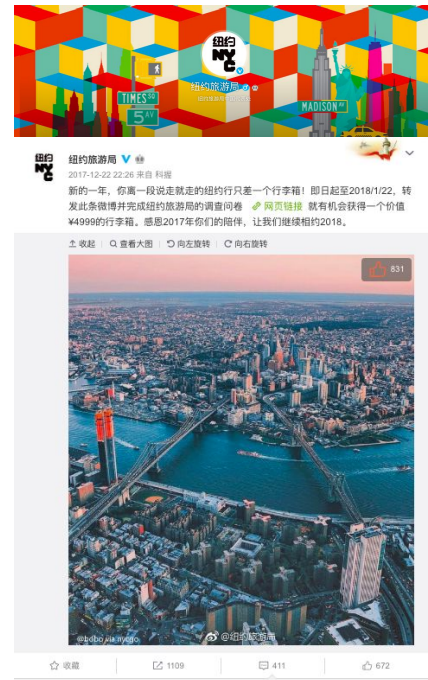 纽约
NYC
纽约旅游局
TIMES SQ
5 AV
MADISON AV
纽约
NYC
纽约旅游局
2017-12-22 22:26 来自 科握
新的一年，你离一段说走就走的纽约行只差一个行李箱！即日起至2018/1/22，转
发此条微博并完成纽约旅游局的调查问卷 网页链接 就有机会获得一个价值
¥4999的行李箱。感恩2017年你们的陪伴，让我们继续相约2018。
收起 查看大图 向左旋转 向右旋转
831
@bobo via nycgo
@纽约旅游局
收藏 1109 411 672